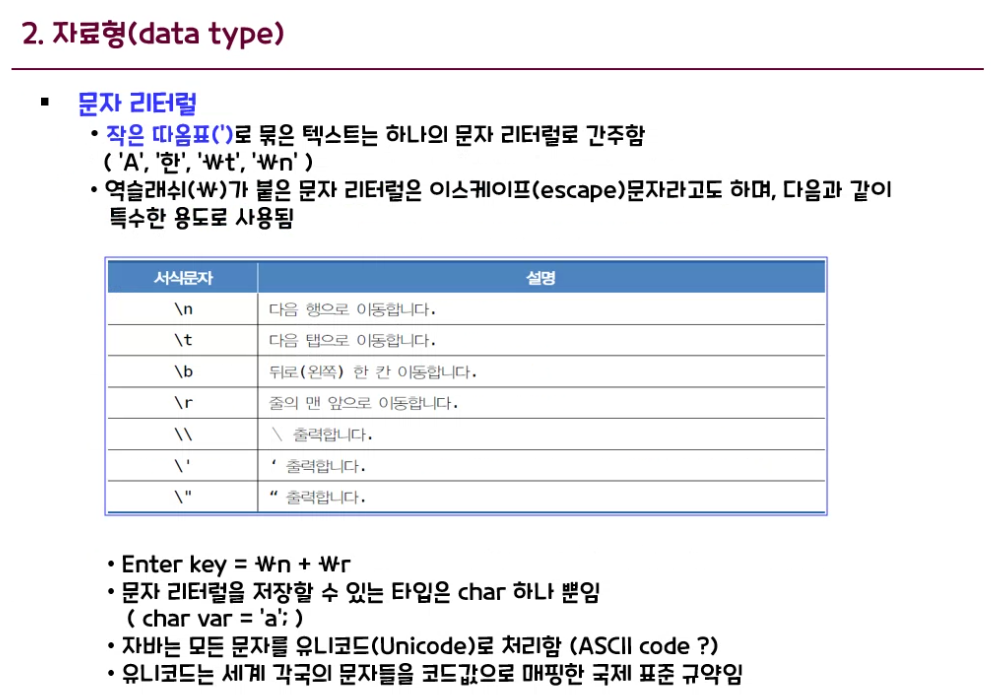 2. 자료형(data type)
▪ 문자 리터럴
• 작은 따옴표(')로 묶은 텍스트는 하나의 문자 리터럴로 간주함
( 'A', '한', '₩t', '₩n' )
• 역슬래쉬(₩)가 붙은 문자 리터럴은 이스케이프(escape)문자라고도 하며, 다음과 같이
특수한 용도로 사용됨
서식문자 설명
\n 다음 행으로 이동합니다.
\t 다음 탭으로 이동합니다.
\b 뒤로(왼쪽) 한 칸 이동합니다.
\r 줄의 맨 앞으로 이동합니다.
\\ \ 출력합니다.
\' ‘ 출력합니다.
\" “ 출력합니다.
• Enter key = ₩n + ₩r
• 문자 리터럴을 저장할 수 있는 타입은 char 하나 뿐임
( char var = 'a'; )
• 자바는 모든 문자를 유니코드(Unicode)로 처리함 (ASCII code ?)
• 유니코드는 세계 각국의 문자들을 코드값으로 매핑한 국제 표준 규약임